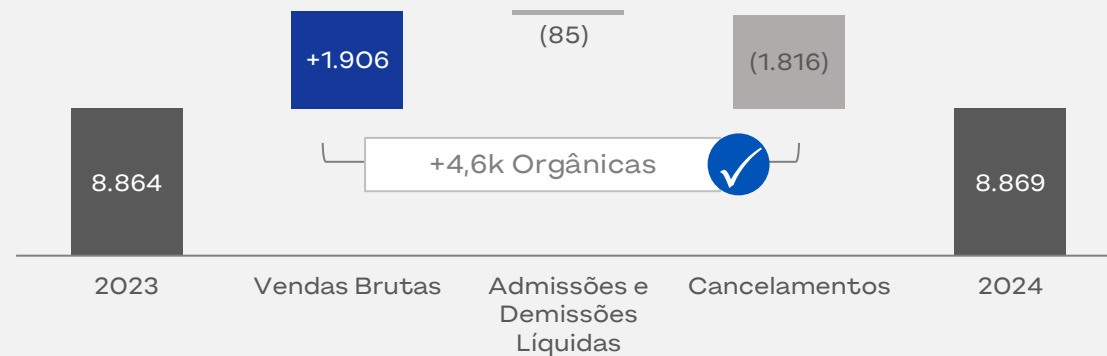 +1.906
(85)
(1.816)
+4,6k Orgânicas
8.864
8.869
2023
Vendas Brutas
Admissões e
Demissões
Líquidas
Cancelamentos
2024